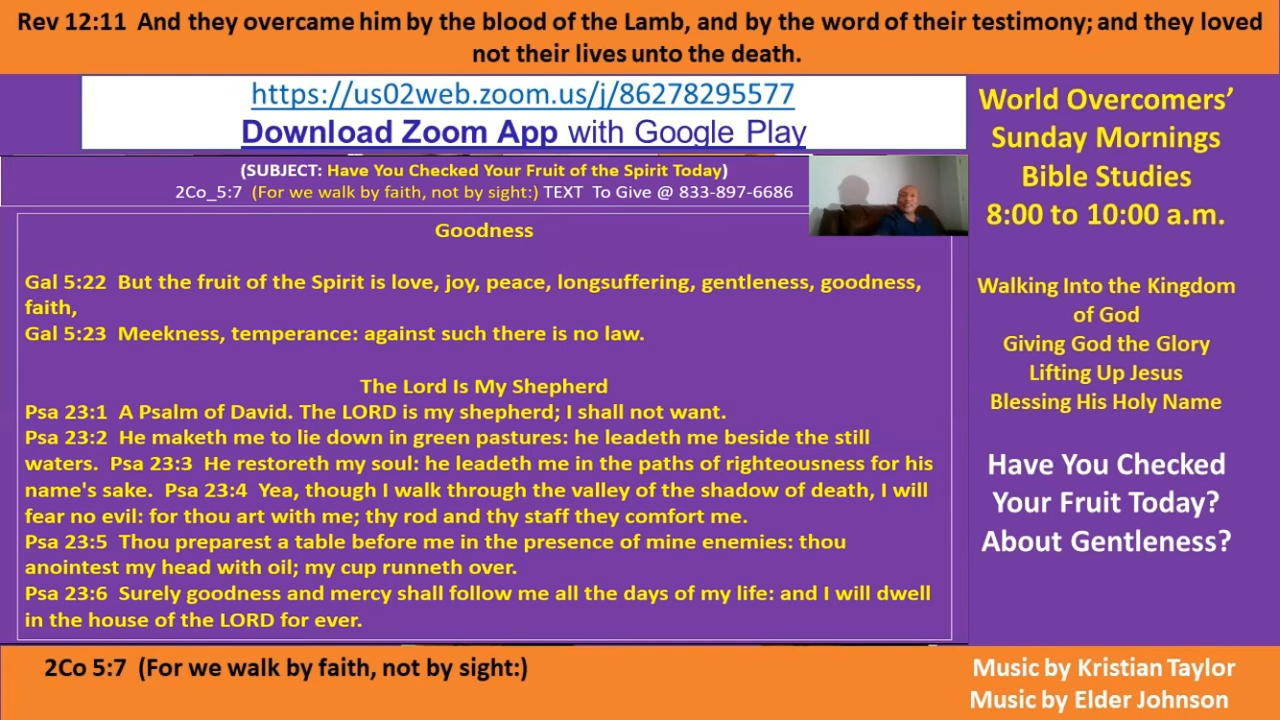 Rev 12:11  And they overcame him by the blood of the Lamb, and by the word of their testimony; and they loved
not their lives unto the death.
https://us02web.zoom.us/j/86278295577
Download Zoom App with Google Play
(SUBJECT: Have You Checked Your Fruit of the Spirit Today)
2Co_5:7  (For we walk by faith, not by sight:) TEXT  To Give @ 833-897-6686
Goodness
Gal 5:22  But the fruit of the Spirit is love, joy, peace, longsuffering, gentleness, goodness,
faith,
Gal 5:23  Meekness, temperance: against such there is no law.
The Lord Is My Shepherd
Psa 23:1  A Psalm of David. The LORD is my shepherd; I shall not want.
Psa 23:2  He maketh me to lie down in green pastures: he leadeth me beside the still
waters.  Psa 23:3  He restoreth my soul: he leadeth me in the paths of righteousness for his
name's sake.  Psa 23:4  Yea, though I walk through the valley of the shadow of death, I will
fear no evil: for thou art with me; thy rod and thy staff they comfort me.
Psa 23:5  Thou preparest a table before me in the presence of mine enemies: thou
anointest my head with oil; my cup runneth over.
Psa 23:6  Surely goodness and mercy shall follow me all the days of my life: and I will dwell
in the house of the LORD for ever.
World Overcomers’
Sunday Mornings
Bible Studies
8:00 to 10:00 a.m.
Walking Into the Kingdom
of God
Giving God the Glory
Lifting Up Jesus
Blessing His Holy Name
Have You Checked
Your Fruit Today?
About Gentleness?
2Co 5:7  (For we walk by faith, not by sight:)
Music by Kristian Taylor
Music by Elder Johnson